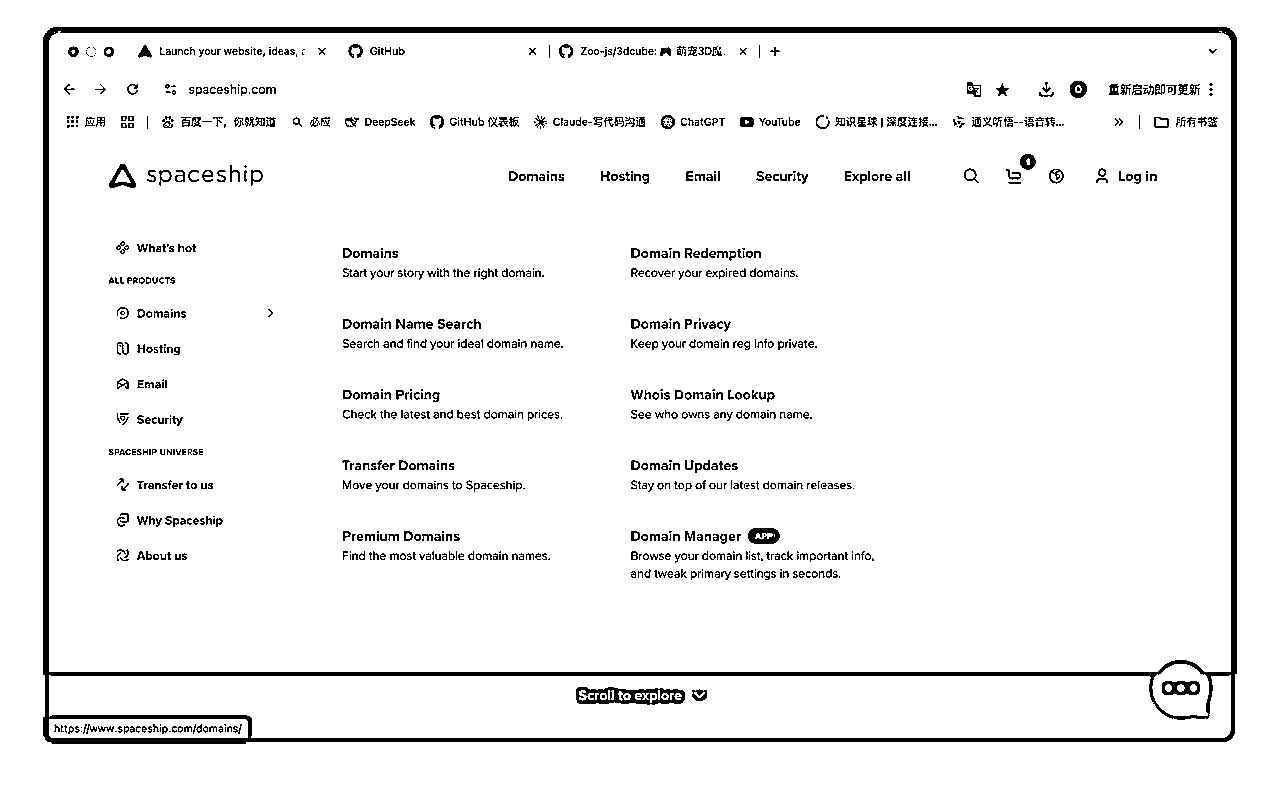 Launch your website, ideas, a
GitHub
Zoo-js/3dcube: 🎮 萌宠3D魔.
spaceship.com
重新启动即可更新
应用
百度一下，你就知道
必应
DeepSeek
GitHub 仪表板
Claude-写代码沟通
ChatGPT
YouTube
知识星球 | 深度连接...
通义听悟--语音转...
所有书签
spaceship
Domains
Hosting
Email
Security
Explore all
1
Log in
What's hot
ALL PRODUCTS
Domains
Hosting
Email
Security
SPACESHIP UNIVERSE
Transfer to us
Why Spaceship
About us
Domains
Start your story with the right domain.
Domain Name Search
Search and find your ideal domain name.
Domain Pricing
Check the latest and best domain prices.
Transfer Domains
Move your domains to Spaceship.
Premium Domains
Find the most valuable domain names.
Domain Redemption
Recover your expired domains.
Domain Privacy
Keep your domain reg info private.
Whois Domain Lookup
See who owns any domain name.
Domain Updates
Stay on top of our latest domain releases.
Domain Manager APP
Browse your domain list, track important info,
and tweak primary settings in seconds.
Scroll to explore
https://www.spaceship.com/domains/